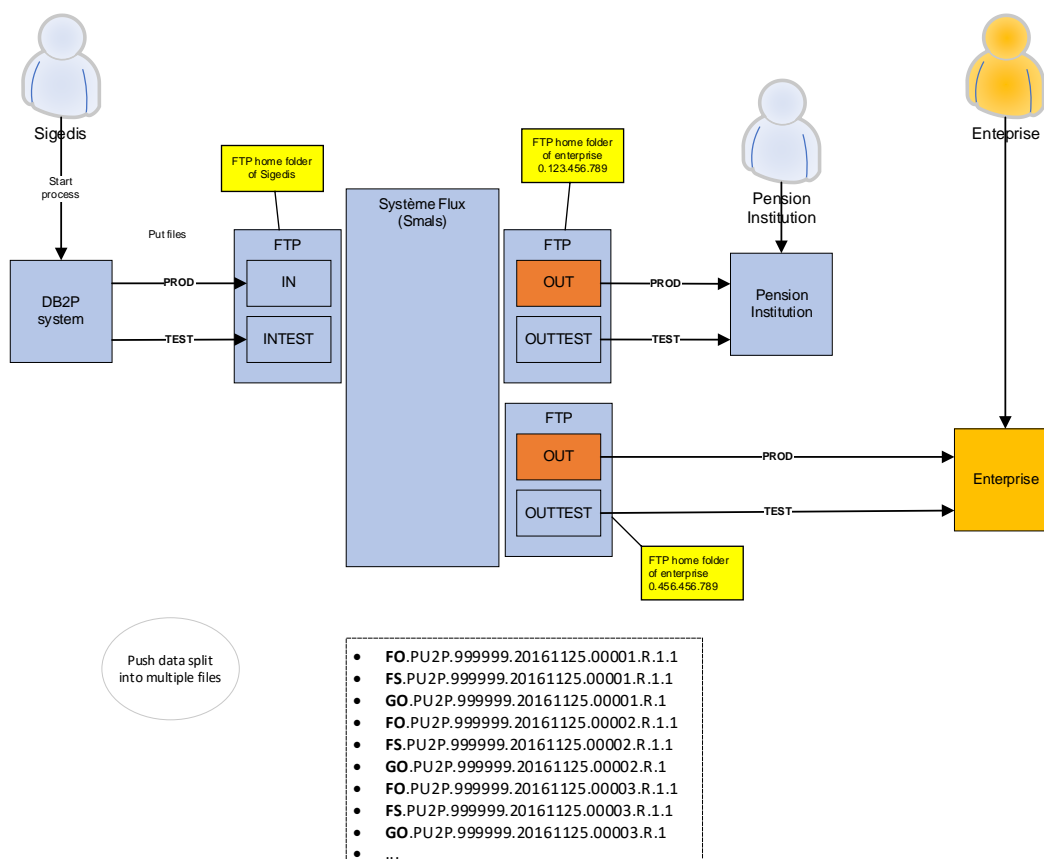 Sigedis
Enteprise
Start
process
FTP home folder
of Sigedis
FTP home folder
of enterprise
0.123.456.789
Pension
Institution
Put files
Système Flux
(Smals)
FTP
IN
INTEST
DB2P
system
PROD
TEST
FTP
OUT
OUTTEST
PROD
TEST
Pension
Institution
FTP
OUT
OUTTEST
PROD
TEST
Enterprise
FTP home folder
of enterprise
0.456.456.789
Push data split
into multiple files
• FO.PU2P.999999.20161125.00001.R.1.1
• FS.PU2P.999999.20161125.00001.R.1.1
• GO.PU2P.999999.20161125.00001.R.1
• FO.PU2P.999999.20161125.00002.R.1.1
• FS.PU2P.999999.20161125.00002.R.1.1
• GO.PU2P.999999.20161125.00002.R.1
• FO.PU2P.999999.20161125.00003.R.1.1
• FS.PU2P.999999.20161125.00003.R.1.1
• GO.PU2P.999999.20161125.00003.R.1
• ...